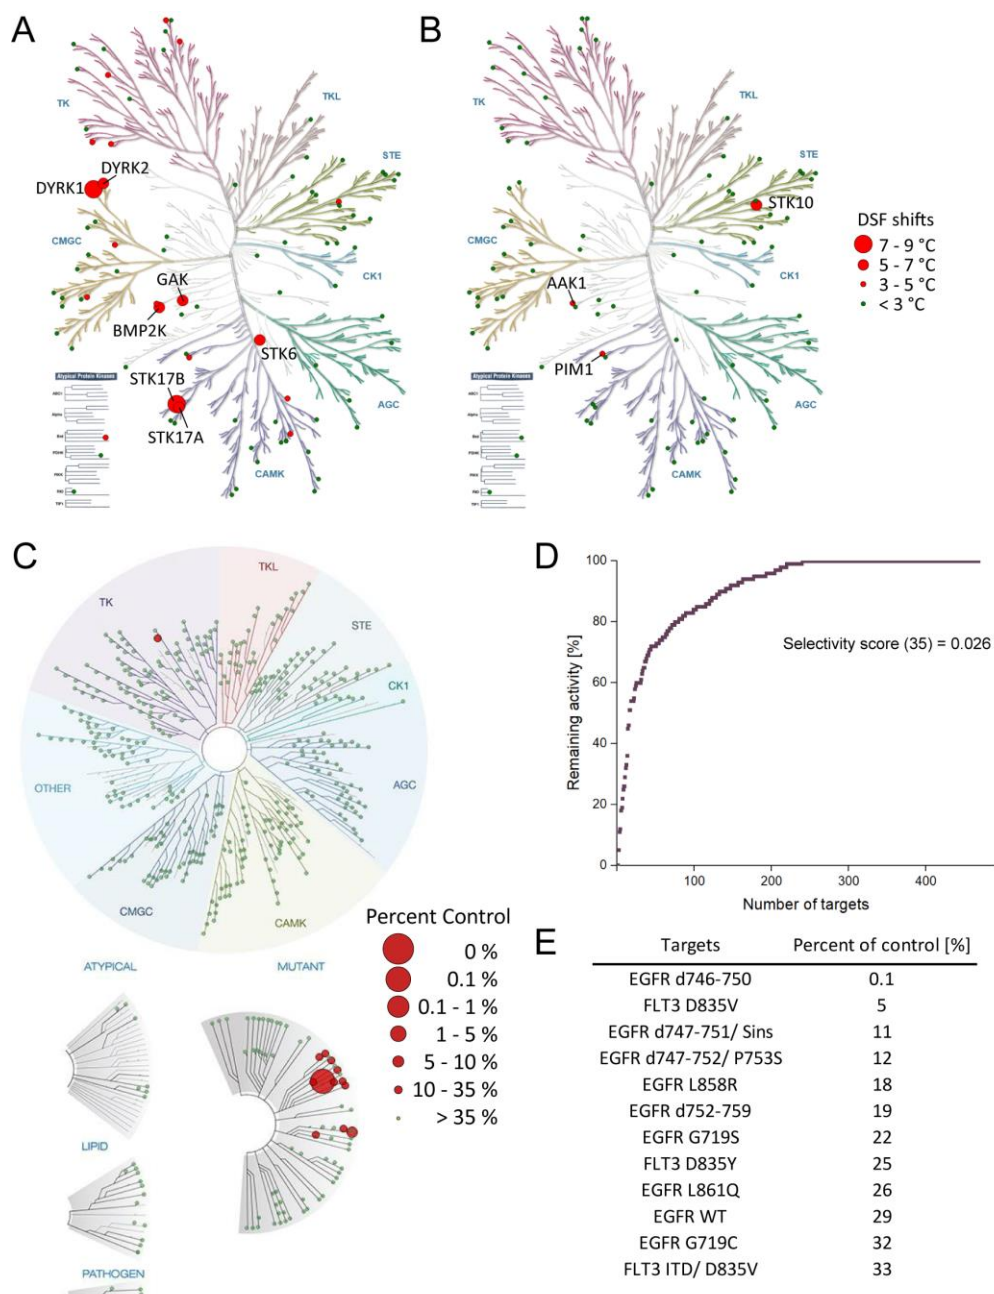 A
B
TK
TKL
STE
DYRK2
DYRK1
CMGC
CK1
GAK
BMP2K
STK6
STK17B
STK17A
AGC
CAMK
Atypical Protein Kinases
TK
TKL
STE
STK10
CMGC
CK1
AAK1
PIM1
AGC
CAMK
Atypical Protein Kinases
DSF shifts
7 - 9 °C
5 - 7 °C
3 - 5 °C
< 3 °C
C
TK
TKL
STE
CK1
OTHER
AGC
CMGC
CAMK
ATYPICAL
MUTANT
LIPID
PATHOGEN
Percent Control
0 %
0.1 %
0.1 - 1 %
1 - 5 %
5 - 10 %
10 - 35 %
> 35 %
D
Remaining activity [%]
100
80
60
40
20
0
Selectivity score (35) = 0.026
100 200 300 400
Number of targets
E
Targets Percent of control [%]
EGFR d746-750 0.1
FLT3 D835V 5
EGFR d747-751/ Sins 11
EGFR d747-752/ P753S 12
EGFR L858R 18
EGFR d752-759 19
EGFR G719S 22
FLT3 D835Y 25
EGFR L861Q 26
EGFR WT 29
EGFR G719C 32
FLT3 ITD/ D835V 33